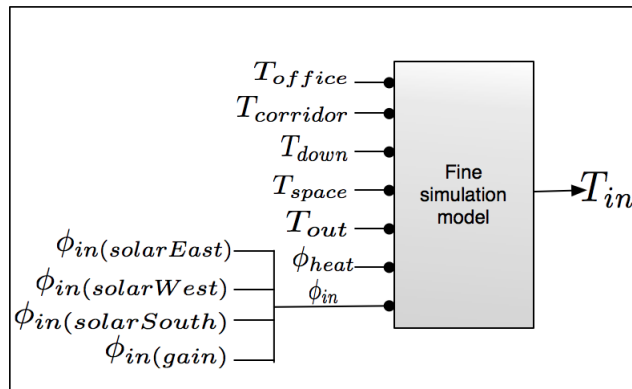 T_office
T_corridor
T_down
T_space
T_out
ϕ_heat
ϕ_in
ϕ_in(solarEast)
ϕ_in(solarWest)
ϕ_in(solarSouth)
ϕ_in(gain)
Fine
simulation
model
T_in